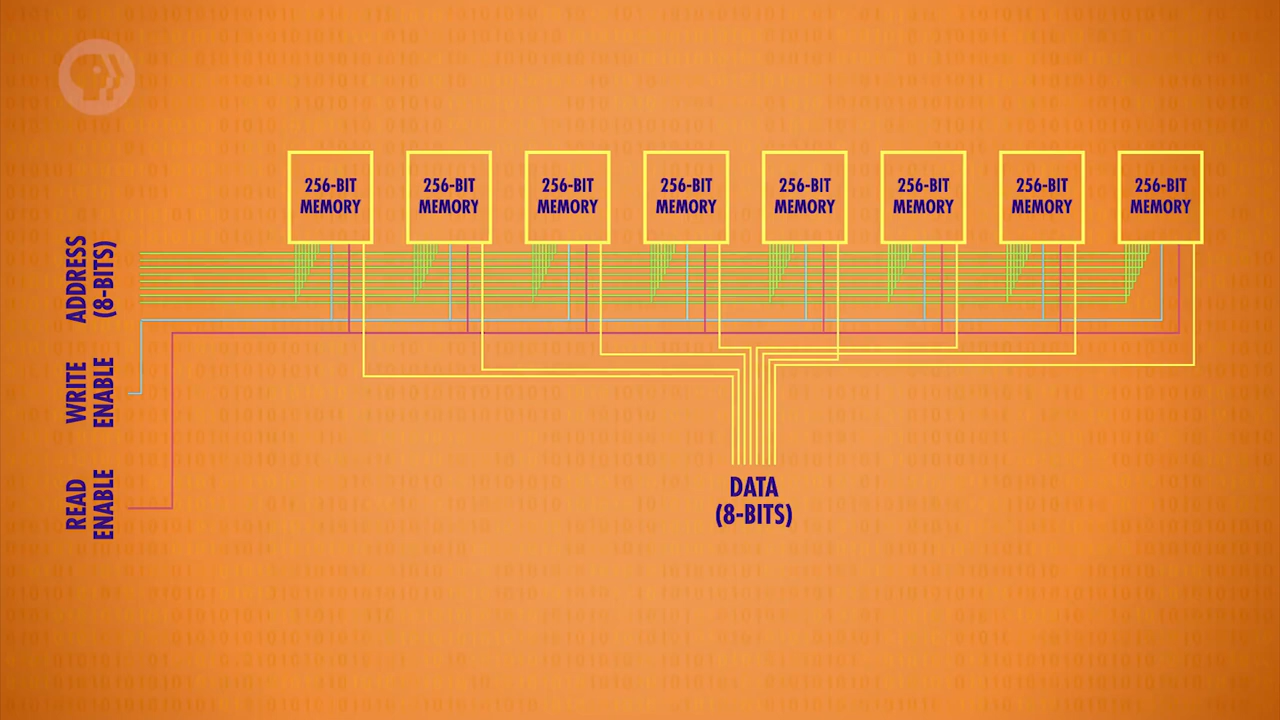 256-BIT
MEMORY
256-BIT
MEMORY
256-BIT
MEMORY
256-BIT
MEMORY
256-BIT
MEMORY
256-BIT
MEMORY
256-BIT
MEMORY
256-BIT
MEMORY
ADDRESS
(8-BITS)
WRITE
ENABLE
READ
ENABLE
DATA
(8-BITS)